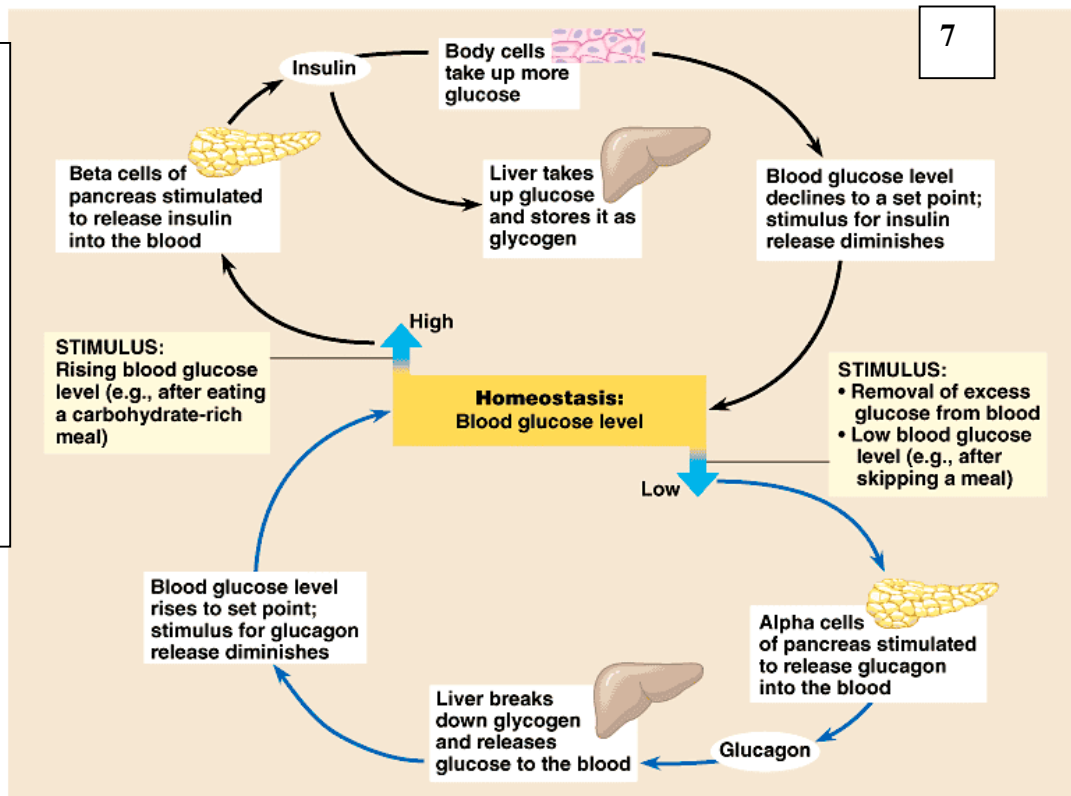 7
Insulin
Body cells
take up more
glucose
Beta cells of
pancreas stimulated
to release insulin
into the blood
Liver takes
up glucose
and stores it as
glycogen
Blood glucose level
declines to a set point;
stimulus for insulin
release diminishes
High
STIMULUS:
Rising blood glucose
level (e.g., after eating
a carbohydrate-rich
meal)
Homeostasis:
Blood glucose level
STIMULUS:
• Removal of excess
glucose from blood
• Low blood glucose
level (e.g., after
skipping a meal)
Low
Blood glucose level
rises to set point;
stimulus for glucagon
release diminishes
Alpha cells
of pancreas stimulated
to release glucagon
into the blood
Liver breaks
down glycogen
and releases
glucose to the blood
Glucagon